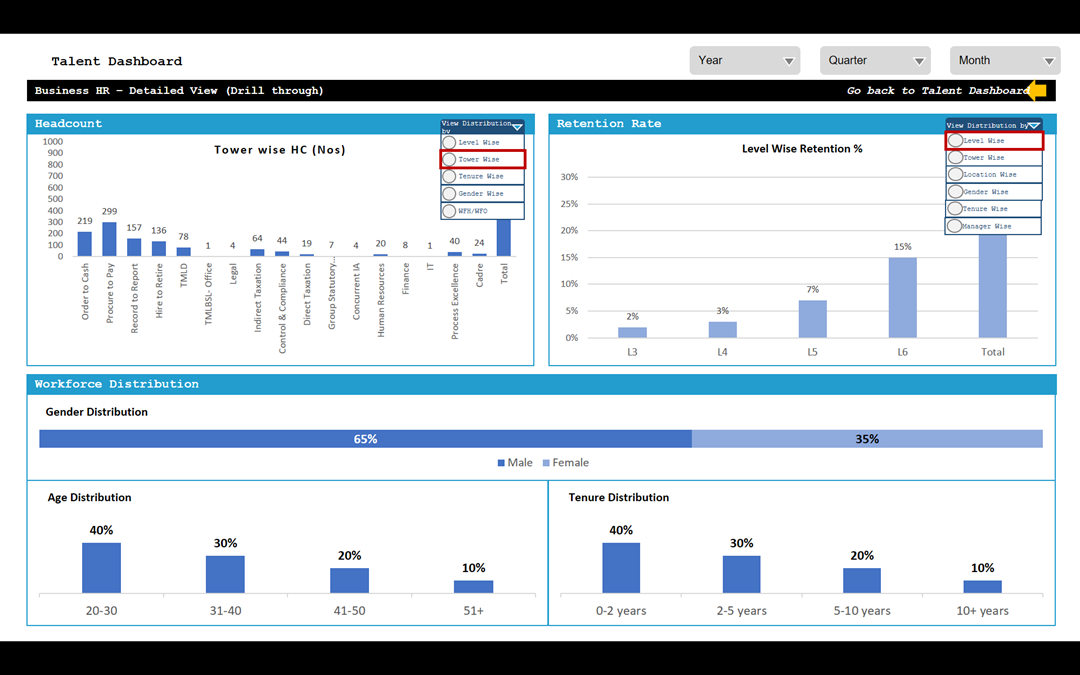 Talent Dashboard
Year
Quarter
Month
Business HR – Detailed View (Drill through)
Go back to Talent Dashboard
Headcount
View Distribution by
Level Wise
Tower Wise
Tenure Wise
Gender Wise
WFH/WFO
Tower wise HC (Nos)
1000
900
800
700
600
500
400
300
200
100
0
219
299
157
136
78
1
4
64
44
19
7
4
20
8
1
40
24
Order to Cash
Procure to Pay
Record to Report
Hire to Retire
TMLD
TMLBSL- Office
Legal
Indirect Taxation
Control & Compliance
Direct Taxation
Group Statutory...
Concurrent IA
Human Resources
Finance
IT
Process Excellence
Cadre
Total
Retention Rate
View Distribution by
Level Wise
Tower Wise
Location Wise
Gender Wise
Tenure Wise
Manager Wise
Level Wise Retention %
30%
25%
20%
15%
10%
5%
0%
2%
3%
7%
15%
L3
L4
L5
L6
Total
Workforce Distribution
Gender Distribution
65%
35%
Male
Female
Age Distribution
40%
30%
20%
10%
20-30
31-40
41-50
51+
Tenure Distribution
40%
30%
20%
10%
0-2 years
2-5 years
5-10 years
10+ years